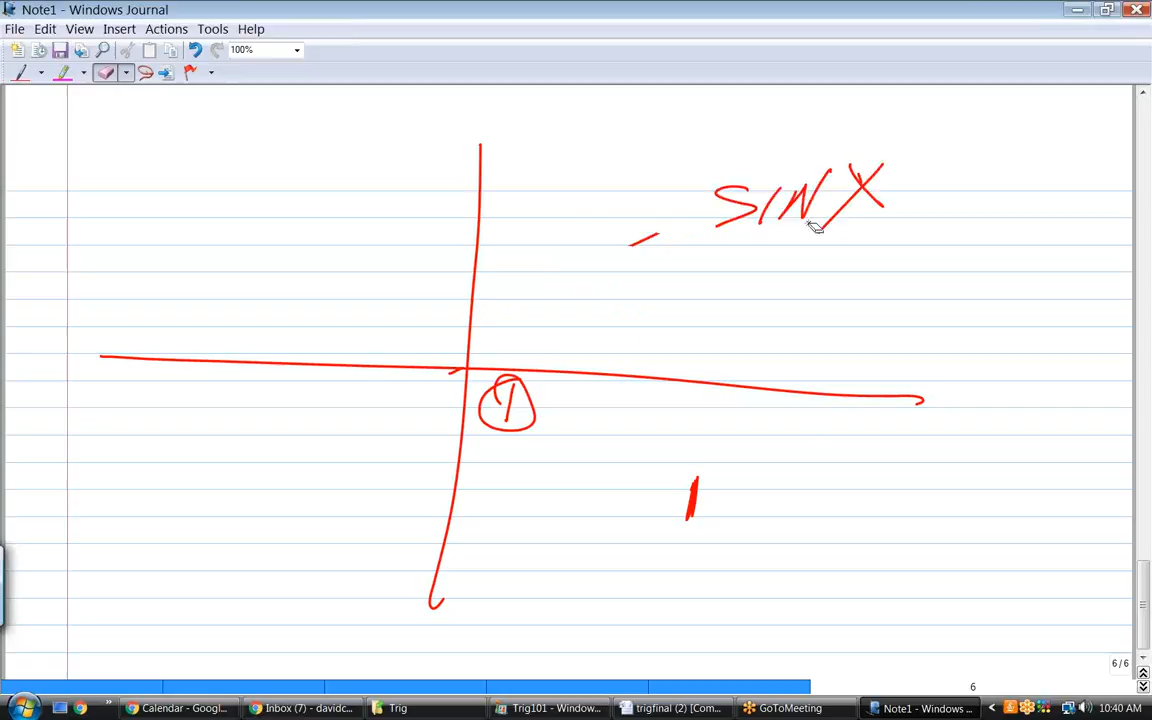 Note1 - Windows Journal
File Edit View Insert Actions Tools Help
100%
SIN X
1
6/6
6
Calendar - Googl...
Inbox (7) - davidc...
Trig
Trig101 - Window...
trigfinal (2) [Com...
GoToMeeting
Note1 - Windows ...
10:40 AM